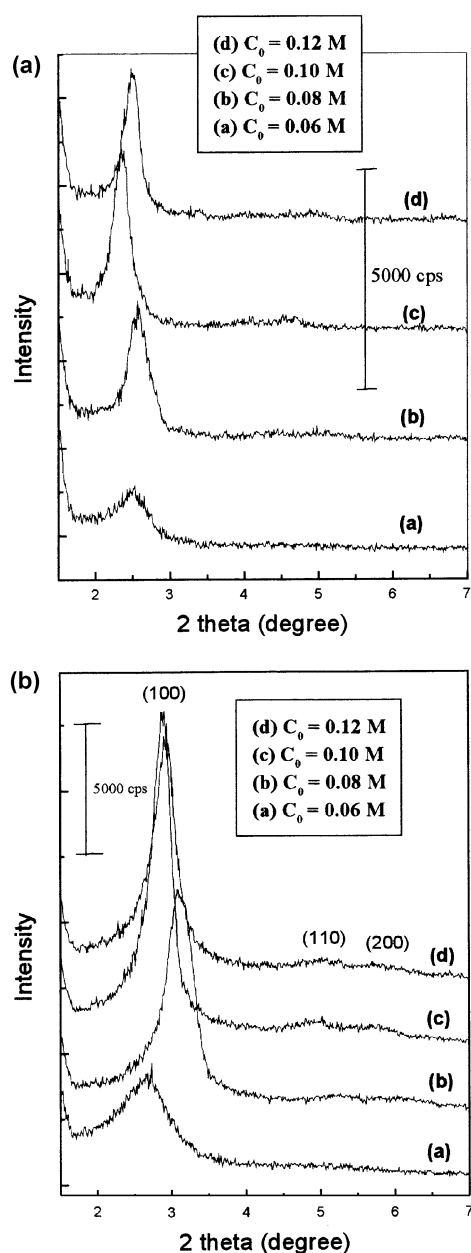 (a)
(d) C₀ = 0.12 M
(c) C₀ = 0.10 M
(b) C₀ = 0.08 M
(a) C₀ = 0.06 M
(d)
5000 cps
(c)
(b)
(a)
Intensity
2 3 4 5 6 7
2 theta (degree)
(b)
(100)
(d) C₀ = 0.12 M
(c) C₀ = 0.10 M
(b) C₀ = 0.08 M
(a) C₀ = 0.06 M
5000 cps
(110) (200)
(d)
(c)
(b)
(a)
Intensity
2 3 4 5 6 7
2 theta (degree)